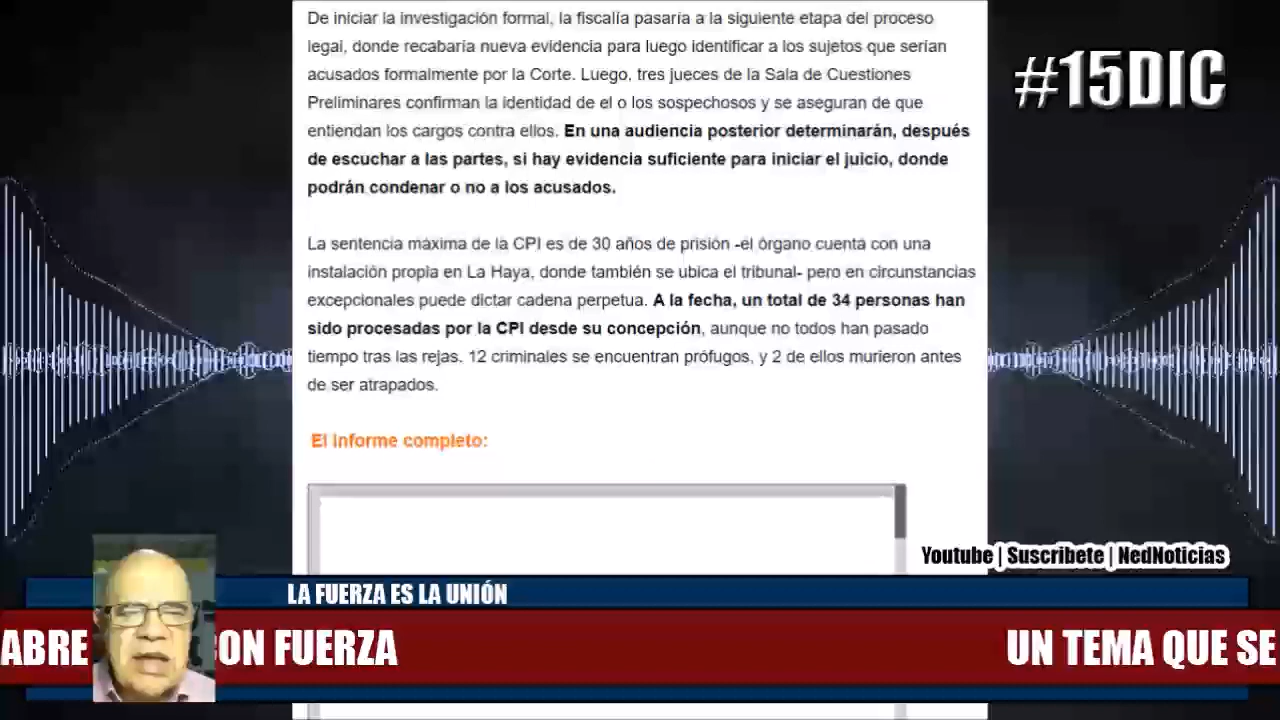 De iniciar la investigación formal, la fiscalía pasaría a la siguiente etapa del proceso
legal, donde recabaría nueva evidencia para luego identificar a los sujetos que serían
acusados formalmente por la Corte. Luego, tres jueces de la Sala de Cuestiones
Preliminares confirman la identidad de el o los sospechosos y se aseguran de que
entiendan los cargos contra ellos. En una audiencia posterior determinarán, después
de escuchar a las partes, si hay evidencia suficiente para iniciar el juicio, donde
podrán condenar o no a los acusados.
La sentencia máxima de la CPI es de 30 años de prisión -el órgano cuenta con una
instalación propia en La Haya, donde también se ubica el tribunal- pero en circunstancias
excepcionales puede dictar cadena perpetua. A la fecha, un total de 34 personas han
sido procesadas por la CPI desde su concepción, aunque no todos han pasado
tiempo tras las rejas. 12 criminales se encuentran prófugos, y 2 de ellos murieron antes
de ser atrapados.
El informe completo:
#15DIC
Youtube | Suscribete | NedNoticias
LA FUERZA ES LA UNIÓN
ABRE ON FUERZA UN TEMA QUE SE